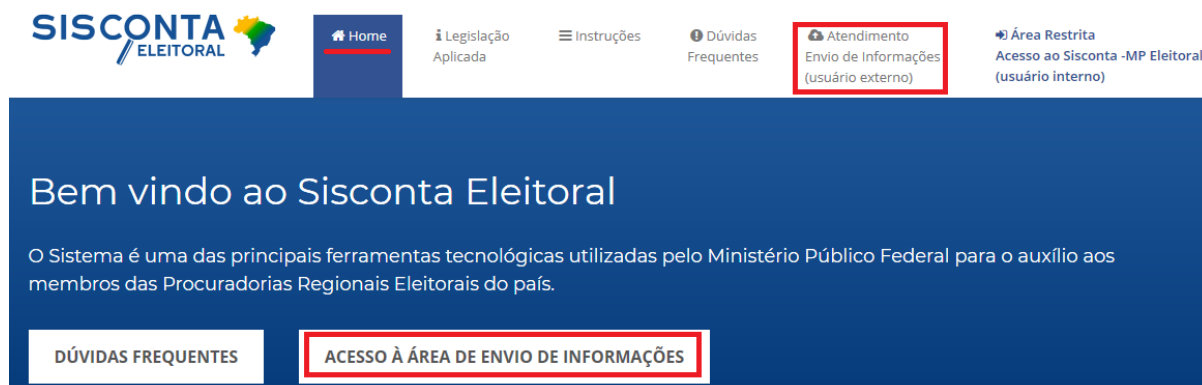 SISCONTA
ELEITORAL
Home
Legislação
Aplicada
Instruções
Dúvidas
Frequentes
Atendimento
Envio de Informações
(usuário externo)
Área Restrita
Acesso ao Sisconta -MP Eleitoral
(usuário interno)
Bem vindo ao Sisconta Eleitoral
O Sistema é uma das principais ferramentas tecnológicas utilizadas pelo Ministério Público Federal para o auxílio aos
membros das Procuradorias Regionais Eleitorais do país.
DÚVIDAS FREQUENTES
ACESSO À ÁREA DE ENVIO DE INFORMAÇÕES